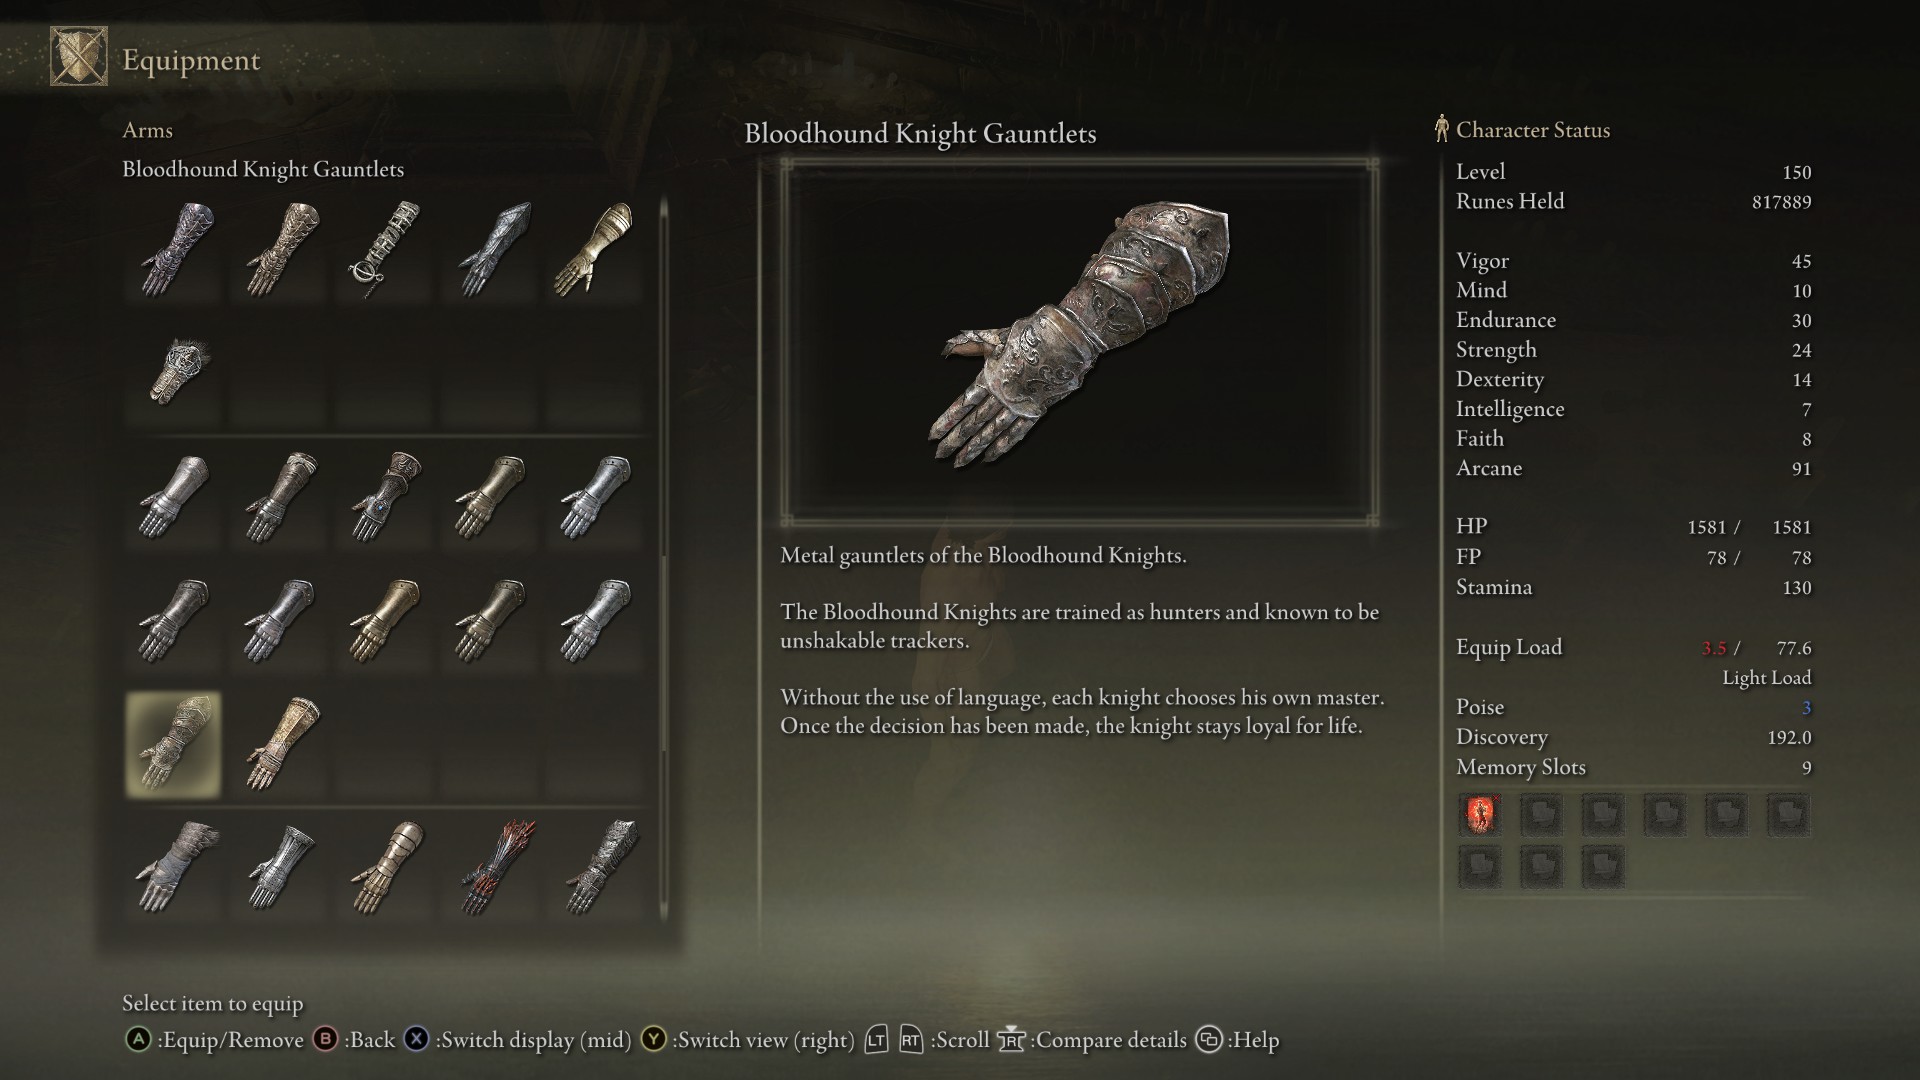 Equipment
Arms
Bloodhound Knight Gauntlets
Bloodhound Knight Gauntlets
Metal gauntlets of the Bloodhound Knights.
The Bloodhound Knights are trained as hunters and known to be
unshakable trackers.
Without the use of language, each knight chooses his own master.
Once the decision has been made, the knight stays loyal for life.
Character Status
Level 150
Runes Held 817889
Vigor 45
Mind 10
Endurance 30
Strength 24
Dexterity 14
Intelligence 7
Faith 8
Arcane 91
HP 1581 / 1581
FP 78 / 78
Stamina 130
Equip Load 3.5 / 77.6
Light Load
Poise 3
Discovery 192.0
Memory Slots 9
Select item to equip
A :Equip/Remove B :Back X :Switch display (mid) Y :Switch view (right) LT RT :Scroll R :Compare details :Help